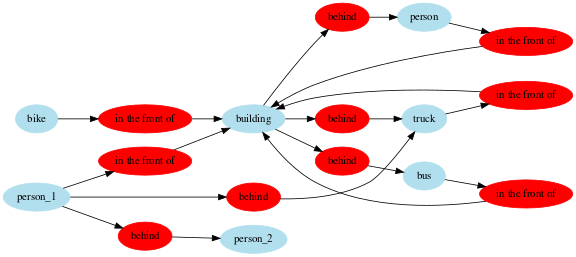 behind
person
in the front of
in the front of
bike
in the front of
building
behind
truck
in the front of
behind
bus
person_1
behind
in the front of
behind
person_2